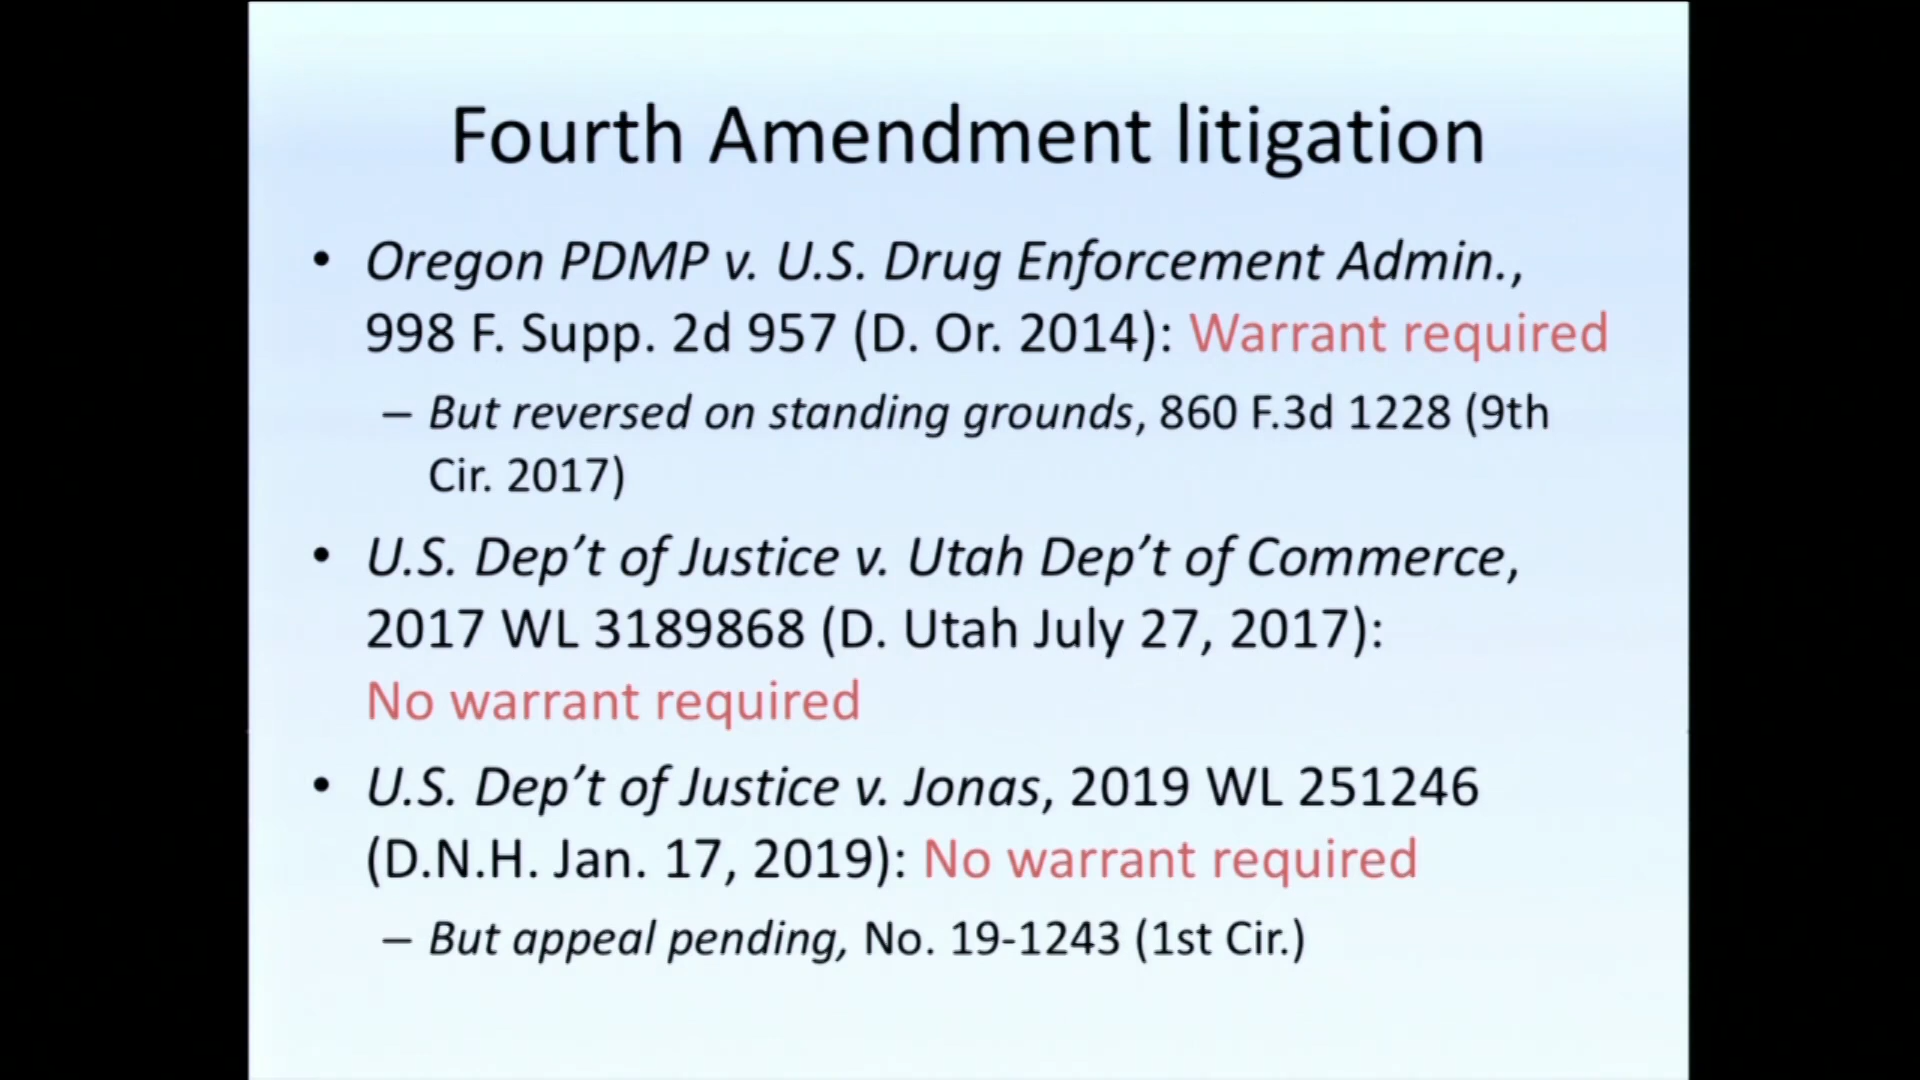 Fourth Amendment litigation
• Oregon PDMP v. U.S. Drug Enforcement Admin.,
998 F. Supp. 2d 957 (D. Or. 2014): Warrant required
– But reversed on standing grounds, 860 F.3d 1228 (9th
Cir. 2017)
• U.S. Dep’t of Justice v. Utah Dep’t of Commerce,
2017 WL 3189868 (D. Utah July 27, 2017):
No warrant required
• U.S. Dep’t of Justice v. Jonas, 2019 WL 251246
(D.N.H. Jan. 17, 2019): No warrant required
– But appeal pending, No. 19-1243 (1st Cir.)